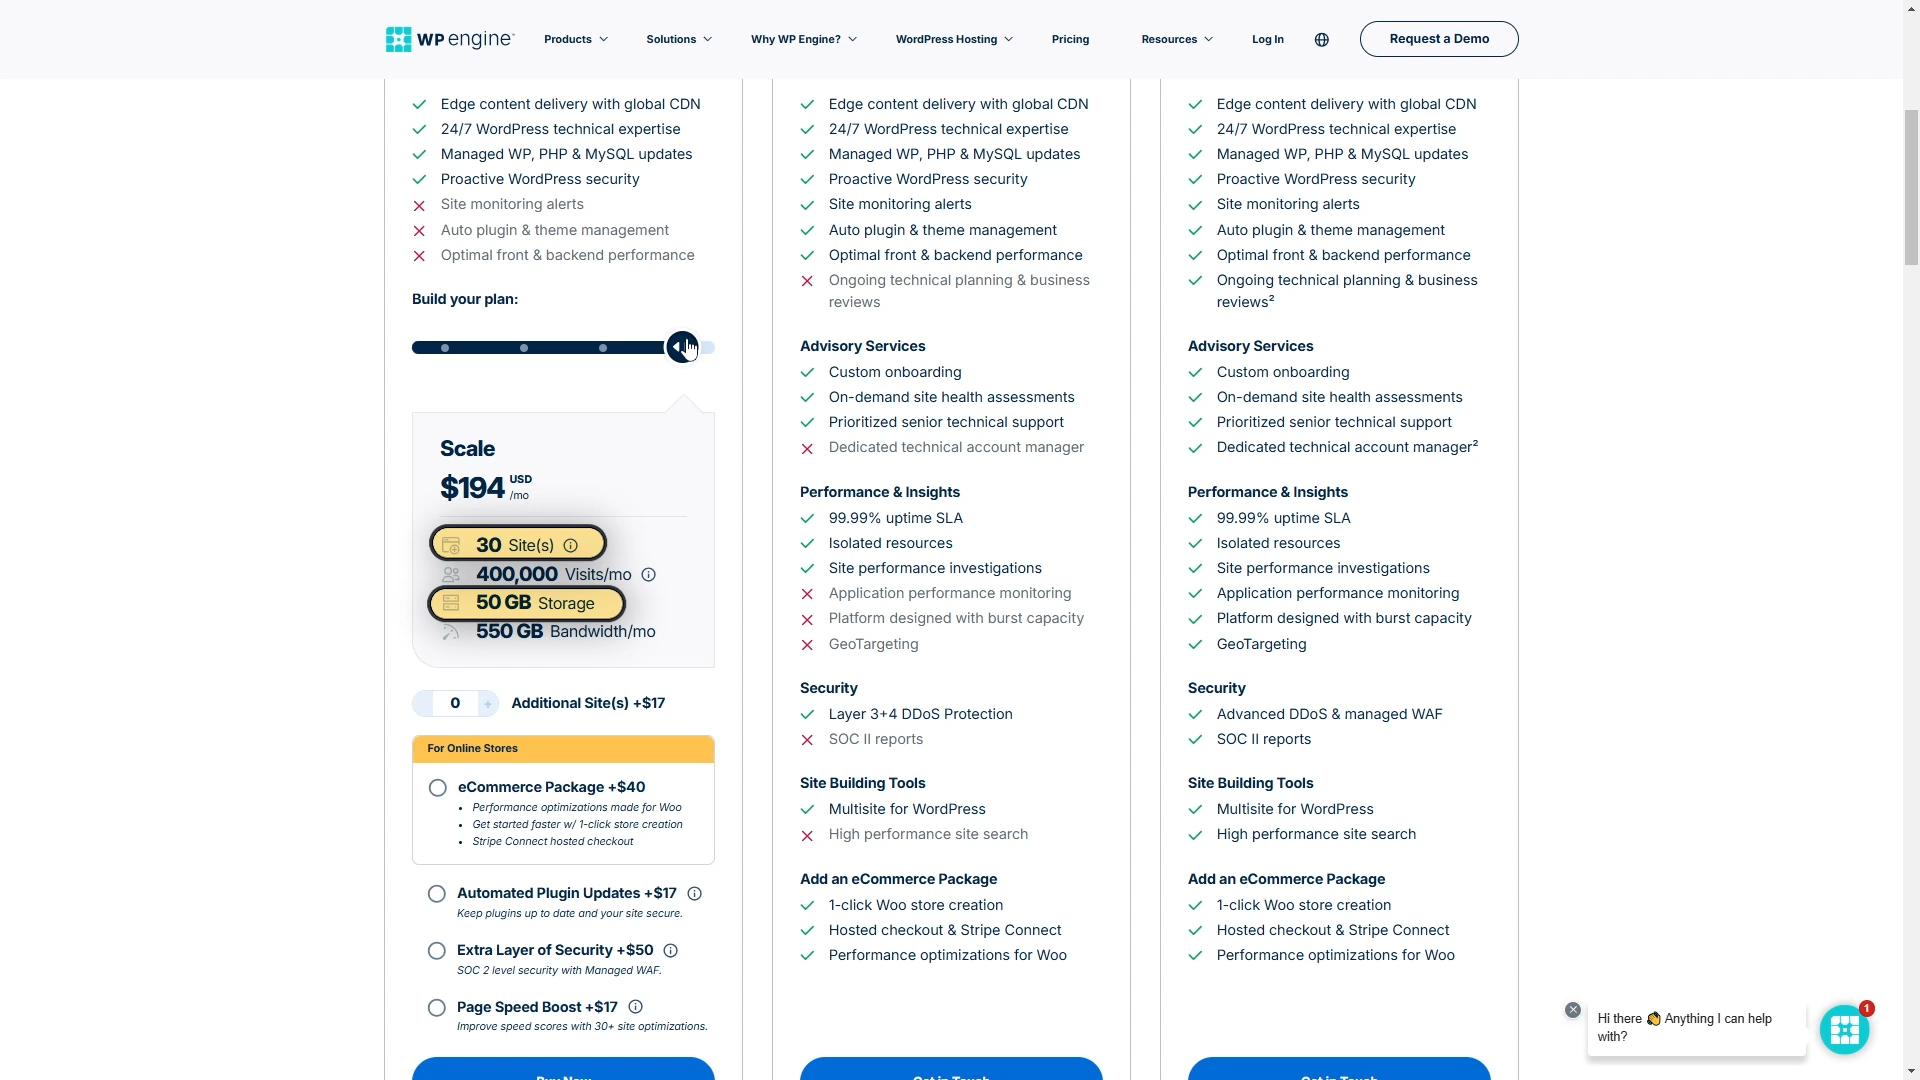 WP engine
Products
Solutions
Why WP Engine?
WordPress Hosting
Pricing
Resources
Log In
Request a Demo
Edge content delivery with global CDN
24/7 WordPress technical expertise
Managed WP, PHP & MySQL updates
Proactive WordPress security
Site monitoring alerts
Auto plugin & theme management
Optimal front & backend performance
Build your plan:
Scale
$194 USD
/mo
30 Site(s)
400,000 Visits/mo
50 GB Storage
550 GB Bandwidth/mo
0 + Additional Site(s) +$17
For Online Stores
eCommerce Package +$40
• Performance optimizations made for Woo
• Get started faster w/ 1-click store creation
• Stripe Connect hosted checkout
Automated Plugin Updates +$17
Keep plugins up to date and your site secure.
Extra Layer of Security +$50
SOC 2 level security with Managed WAF.
Page Speed Boost +$17
Improve speed scores with 30+ site optimizations.
Buy Now
Edge content delivery with global CDN
24/7 WordPress technical expertise
Managed WP, PHP & MySQL updates
Proactive WordPress security
Site monitoring alerts
Auto plugin & theme management
Optimal front & backend performance
Ongoing technical planning & business
reviews
Advisory Services
Custom onboarding
On-demand site health assessments
Prioritized senior technical support
Dedicated technical account manager
Performance & Insights
99.99% uptime SLA
Isolated resources
Site performance investigations
Application performance monitoring
Platform designed with burst capacity
GeoTargeting
Security
Layer 3+4 DDoS Protection
SOC II reports
Site Building Tools
Multisite for WordPress
High performance site search
Add an eCommerce Package
1-click Woo store creation
Hosted checkout & Stripe Connect
Performance optimizations for Woo
Get in Touch
Edge content delivery with global CDN
24/7 WordPress technical expertise
Managed WP, PHP & MySQL updates
Proactive WordPress security
Site monitoring alerts
Auto plugin & theme management
Optimal front & backend performance
Ongoing technical planning & business
reviews²
Advisory Services
Custom onboarding
On-demand site health assessments
Prioritized senior technical support
Dedicated technical account manager²
Performance & Insights
99.99% uptime SLA
Isolated resources
Site performance investigations
Application performance monitoring
Platform designed with burst capacity
GeoTargeting
Security
Advanced DDoS & managed WAF
SOC II reports
Site Building Tools
Multisite for WordPress
High performance site search
Add an eCommerce Package
1-click Woo store creation
Hosted checkout & Stripe Connect
Performance optimizations for Woo
Get in Touch
Hi there 👋 Anything I can help
with?
1